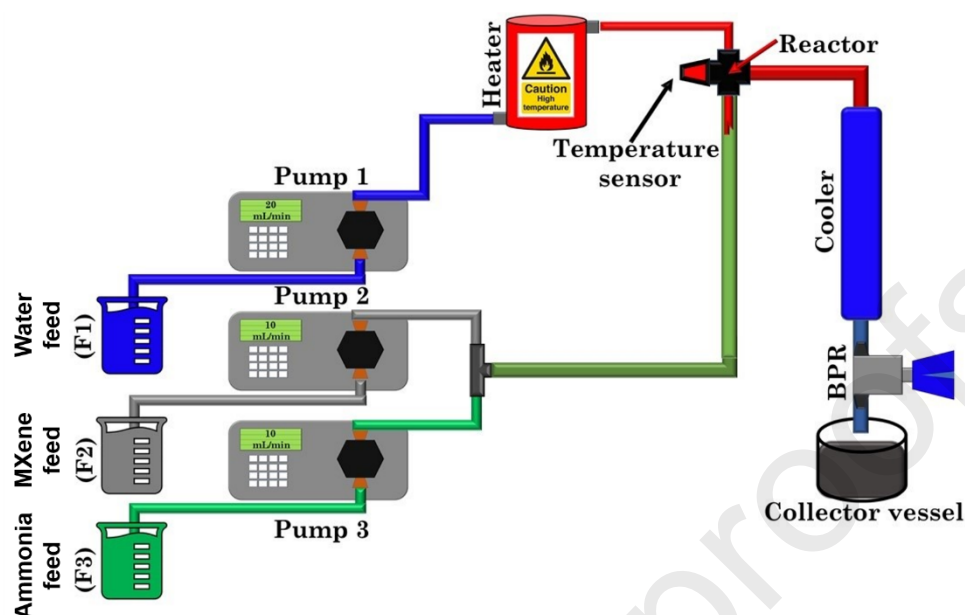 Heater
Caution
High
temperature
Reactor
Temperature
sensor
Pump 1
20
mL/min
Cooler
Water
feed
(F1)
Pump 2
10
mL/min
BPR
MXene
feed
(F2)
10
mL/min
Collector vessel
Pump 3
Ammonia
feed
(F3)
proofs